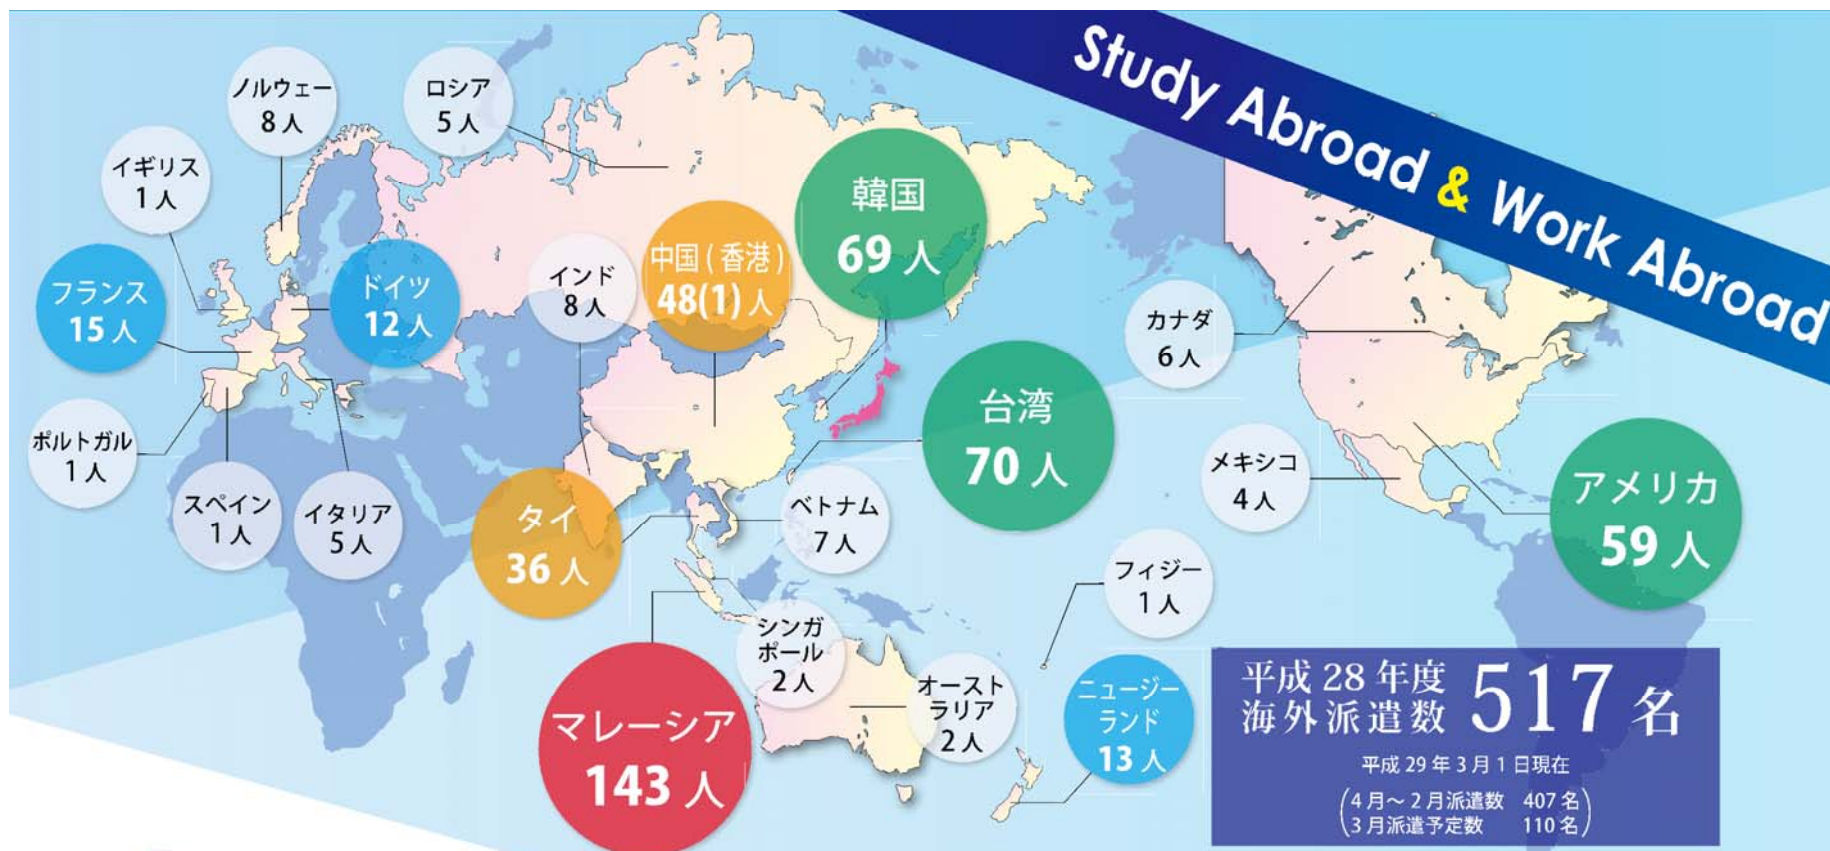 Study Abroad & Work Abroad
ノルウェー
8人
ロシア
5人
イギリス
1人
韓国
69人
フランス
15人
ドイツ
12人
インド
8人
中国(香港)
48(1)人
カナダ
6人
台湾
70人
ポルトガル
1人
スペイン
1人
イタリア
5人
タイ
36人
ベトナム
7人
メキシコ
4人
アメリカ
59人
フィジー
1人
シンガ
ポール
2人
マレーシア
143人
オースト
ラリア
2人
ニュージー
ランド
13人
平成28年度
海外派遣数 517名
平成29年3月1日現在
(4月～2月派遣数 407名
3月派遣予定数 110名)